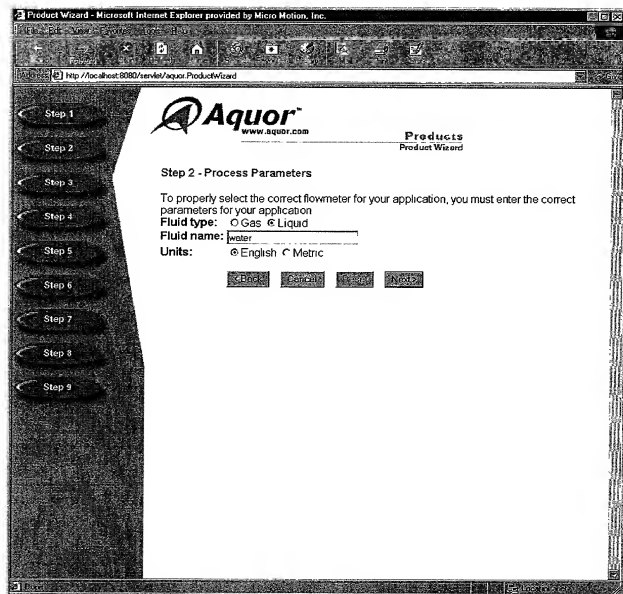 Product Wizard - Microsoft Internet Explorer provided by Micro Motion, Inc.
http://localhost:8080/servlet/aquor.ProductWizard
Step 1
Step 2
Step 3
Step 4
Step 5
Step 6
Step 7
Step 8
Step 9
Aquor™
www.aquor.com
Products
Product Wizard
Step 2 - Process Parameters
To properly select the correct flowmeter for your application, you must enter the correct
parameters for your application
Fluid type: Gas Liquid
Fluid name: water
Units: English Metric
<Back Cancel Next>